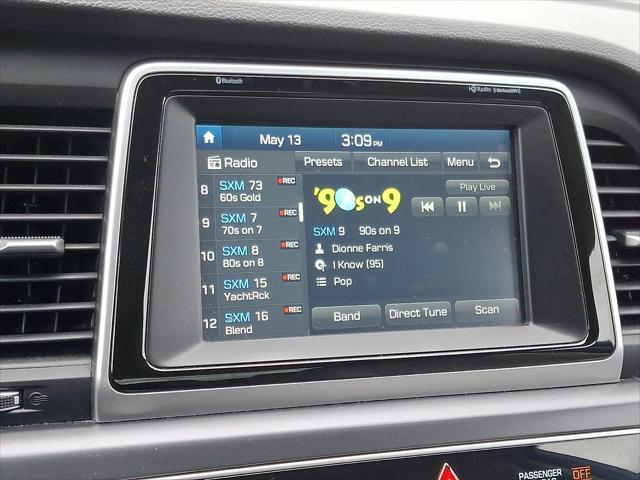 Bluetooth
HD Radio (SiriusXM)
May 13 3:09 PM
Radio Presets Channel List Menu
8 SXM 73 REC
60s Gold
9 SXM 7 REC
70s on 7
10 SXM 8 REC
80s on 8
11 SXM 15 REC
YachtRck
12 SXM 16 REC
Blend
'90s ON 9
Play Live
SXM 9 90s on 9
Dionne Farris
I Know (95)
Pop
Band Direct Tune Scan
PASSENGER OFF